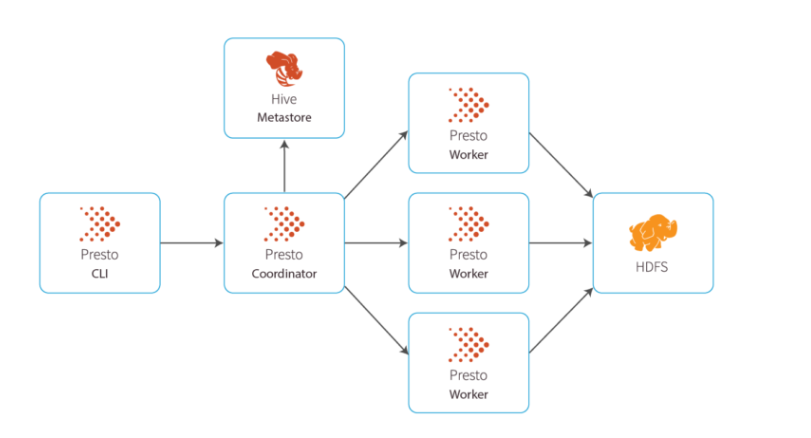 Hive
Metastore
Presto
Worker
Presto
CLI
Presto
Coordinator
Presto
Worker
HDFS
Presto
Worker